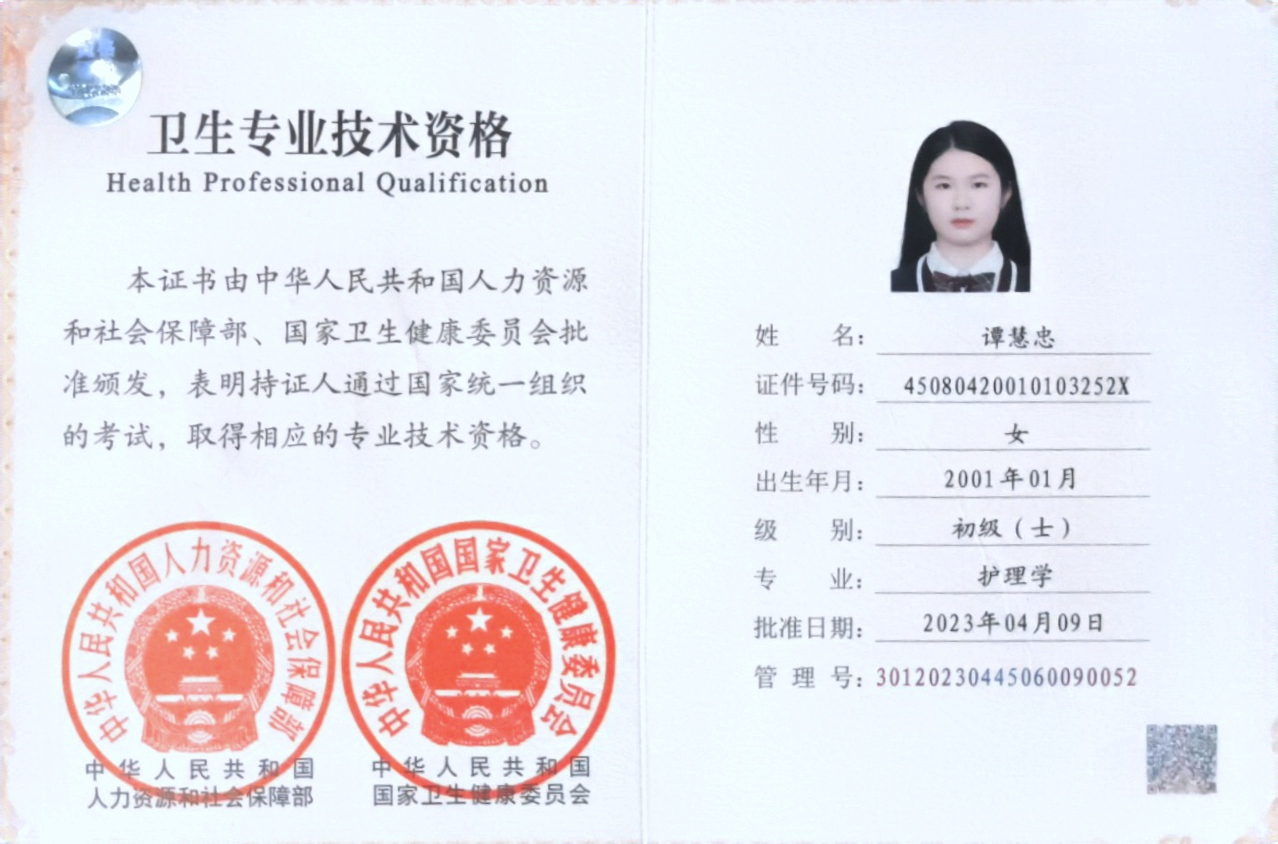 卫生专业技术资格
Health Professional Qualification
本证书由中华人民共和国人力资源
和社会保障部、国家卫生健康委员会批
准颁发，表明持证人通过国家统一组织
的考试，取得相应的专业技术资格。
中华人民共和国人力资源和社会保障部
中华人民共和国国家卫生健康委员会
中华人民共和国
人力资源和社会保障部
中华人民共和国
国家卫生健康委员会
姓名：谭慧忠
证件号码：45080420010103252X
性别：女
出生年月：2001年01月
级别：初级（士）
专业：护理学
批准日期：2023年04月09日
管理号：30120230445060090052